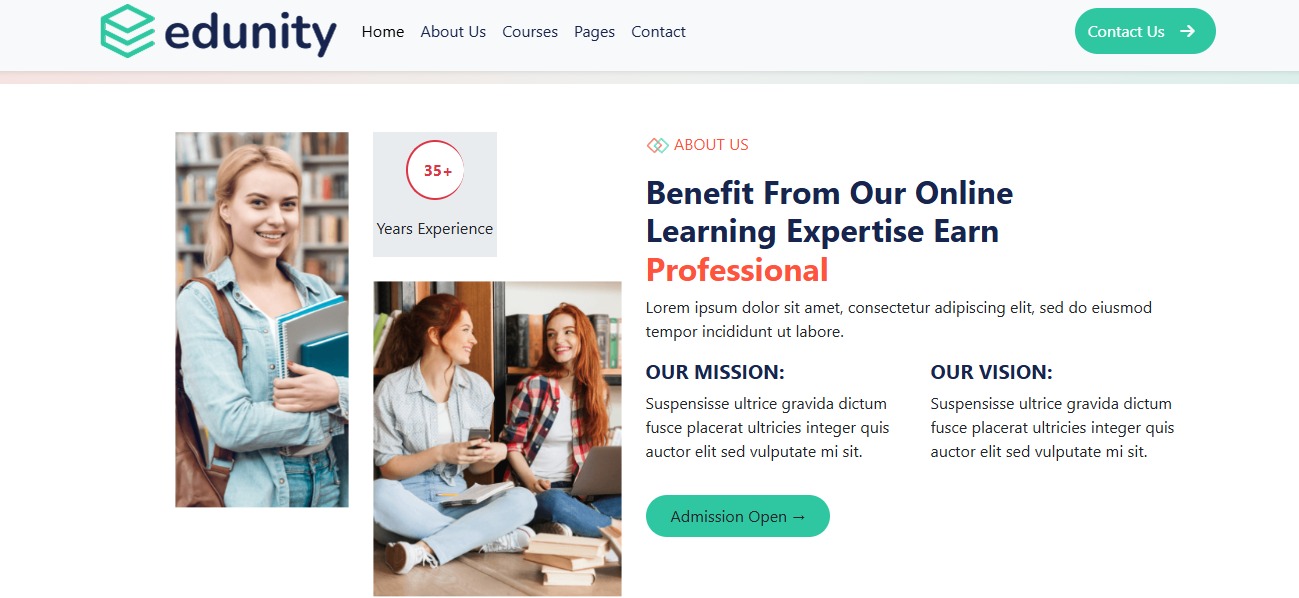 edunity
Home About Us Courses Pages Contact
Contact Us →
35+
Years Experience
ABOUT US
Benefit From Our Online
Learning Expertise Earn
Professional
Lorem ipsum dolor sit amet, consectetur adipiscing elit, sed do eiusmod
tempor incididunt ut labore.
OUR MISSION:
Suspensisse ultrice gravida dictum
fusce placerat ultricies integer quis
auctor elit sed vulputate mi sit.
OUR VISION:
Suspensisse ultrice gravida dictum
fusce placerat ultricies integer quis
auctor elit sed vulputate mi sit.
Admission Open →